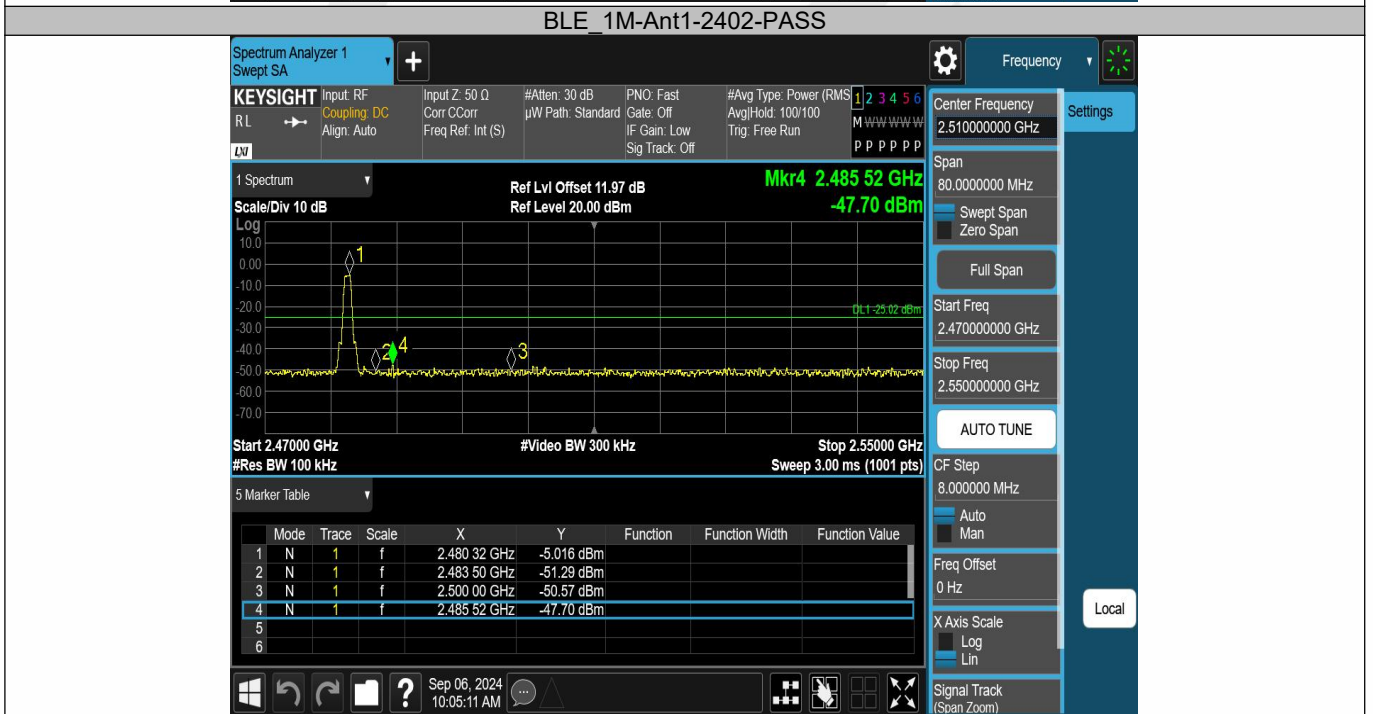 BLE_1M-Ant1-2402-PASS
Spectrum Analyzer 1
Swept SA
+
Frequency
KEYSIGHT
RL
LXI
Input: RF
Coupling: DC
Align: Auto
Input Z: 50 Ω
Corr CCorr
Freq Ref: Int (S)
#Atten: 30 dB
µW Path: Standard
PNO: Fast
Gate: Off
IF Gain: Low
Sig Track: Off
#Avg Type: Power (RMS
Avg|Hold: 100/100
Trig: Free Run
1 2 3 4 5 6
M W W W W W
P P P P P P
1 Spectrum
Scale/Div 10 dB
Ref Lvl Offset 11.97 dB
Ref Level 20.00 dBm
Mkr4 2.485 52 GHz
-47.70 dBm
Log
10.0
0.00
-10.0
-20.0
-30.0
-40.0
-50.0
-60.0
-70.0
1
2
4
3
DL1 -25.02 dBm
Start 2.47000 GHz
#Video BW 300 kHz
Stop 2.55000 GHz
#Res BW 100 kHz
Sweep 3.00 ms (1001 pts)
5 Marker Table
Mode Trace Scale X Y Function Function Width Function Value
1 N 1 f 2.480 32 GHz -5.016 dBm
2 N 1 f 2.483 50 GHz -51.29 dBm
3 N 1 f 2.500 00 GHz -50.57 dBm
4 N 1 f 2.485 52 GHz -47.70 dBm
5
6
?
Sep 06, 2024
10:05:11 AM
Center Frequency
2.510000000 GHz
Settings
Span
80.0000000 MHz
Swept Span
Zero Span
Full Span
Start Freq
2.470000000 GHz
Stop Freq
2.550000000 GHz
AUTO TUNE
CF Step
8.000000 MHz
Auto
Man
Freq Offset
0 Hz
Local
X Axis Scale
Log
Lin
Signal Track
(Span Zoom)